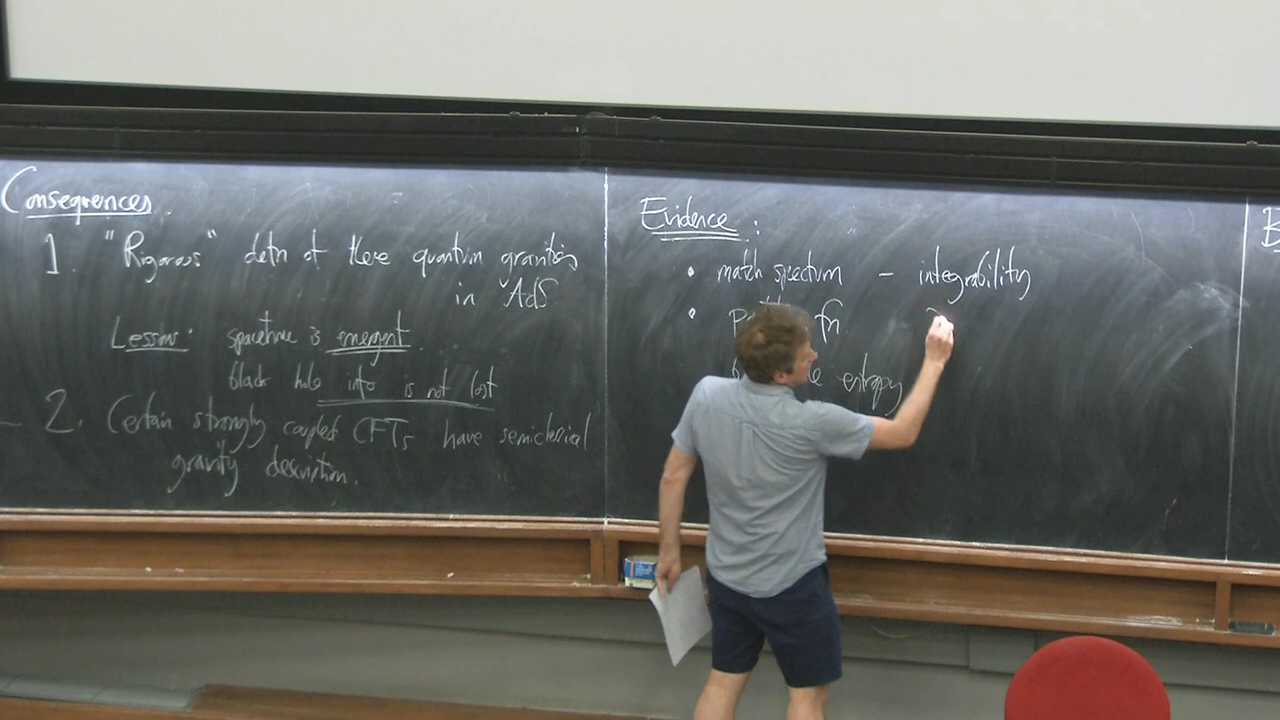 Consequences
1. "Rigorous" defn of these quantum gravities
in AdS
Lesson: spacetime is emergent
black hole info is not lost
2. Certain strongly coupled CFTs have semiclassical
gravity description.
Evidence:
• match spectrum - integrability
• fn
entropy